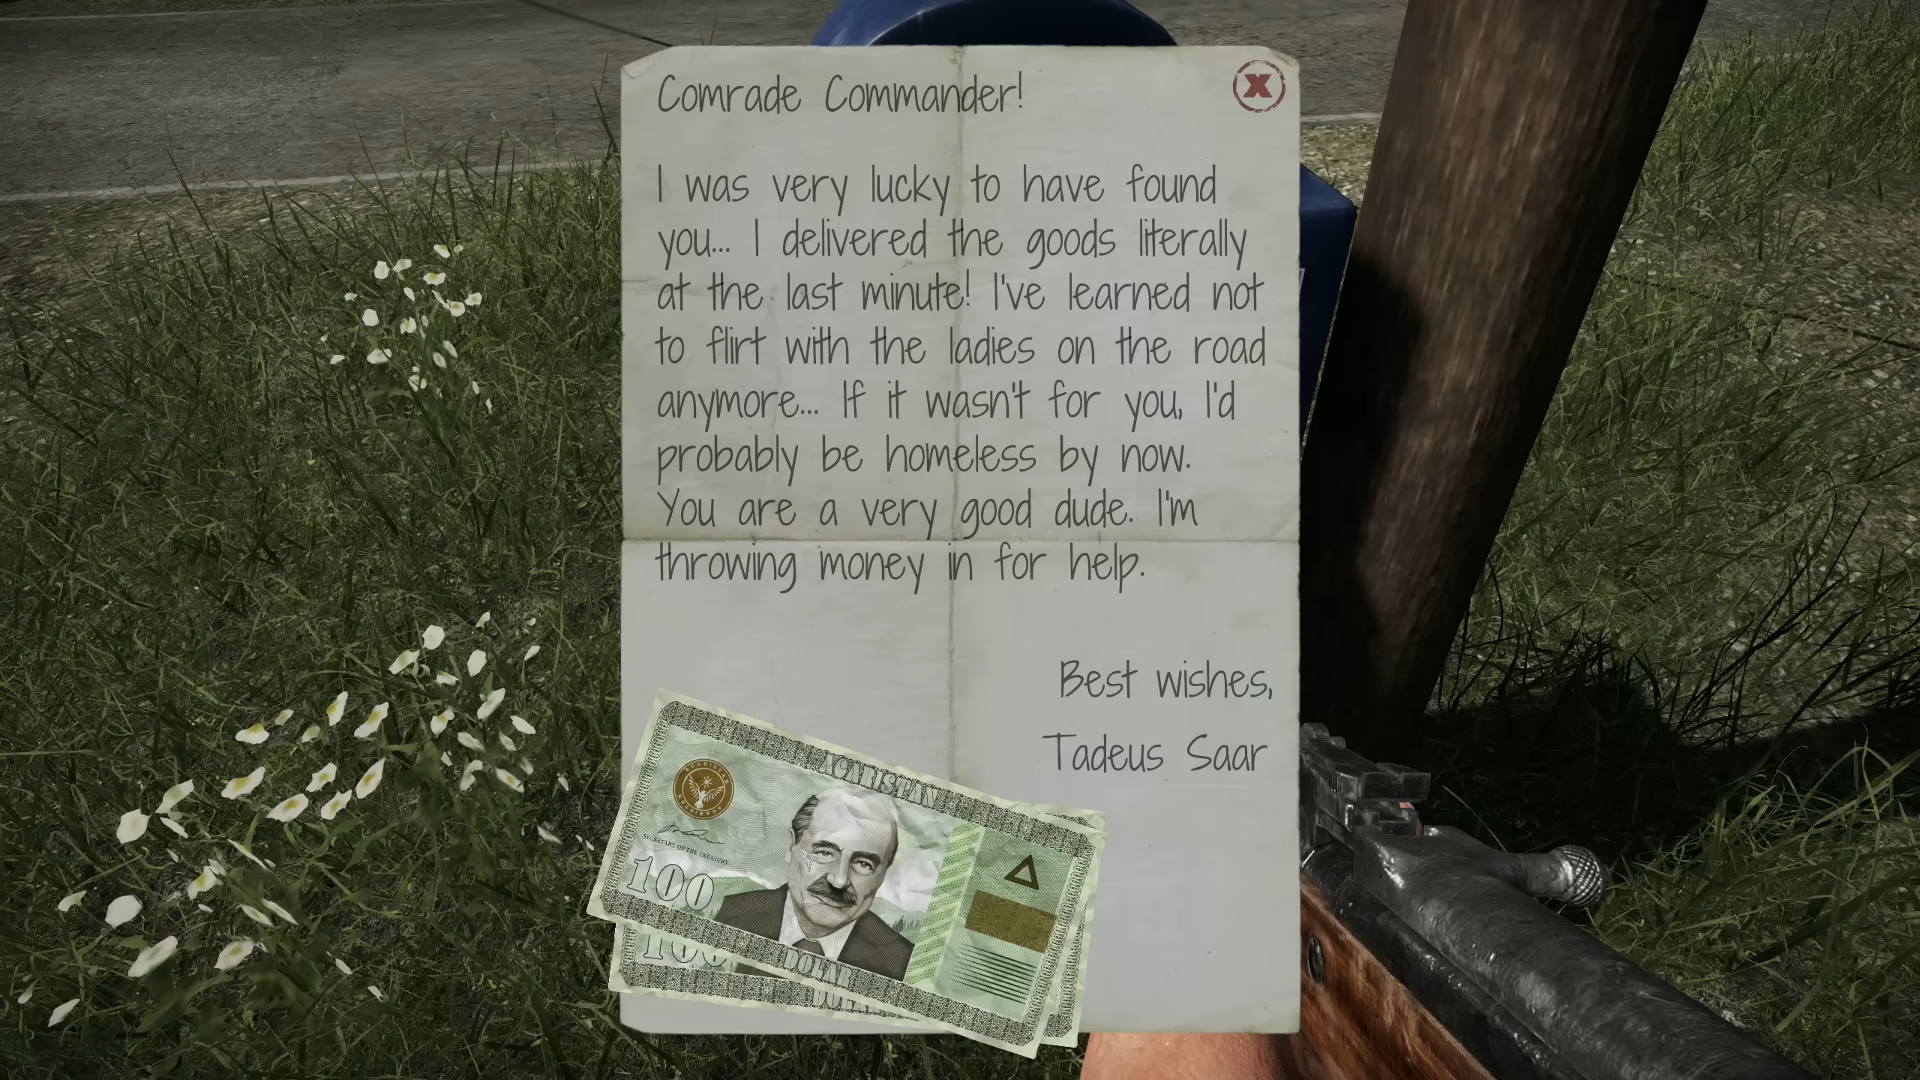 Comrade Commander!
X
I was very lucky to have found
you... I delivered the goods literally
at the last minute! I've learned not
to flirt with the ladies on the road
anymore... If it wasn't for you, I'd
probably be homeless by now.
You are a very good dude. I'm
throwing money in for help.
Best wishes,
Tadeus Saar
ACARISTAN
SECRETARY OF THE TREASURY
100
DOLAR
100